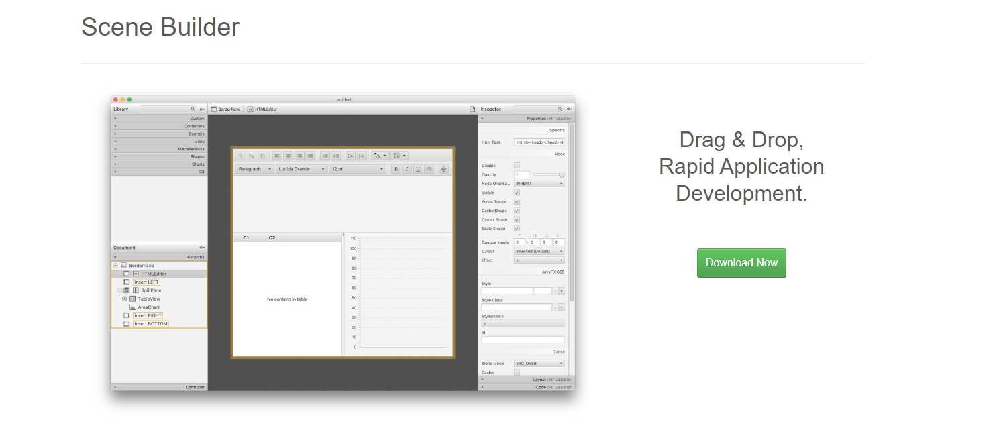 Scene Builder
Untitled
Library
Custom
Containers
Controls
Menu
Miscellaneous
Shapes
Charts
3D
Document
Hierarchy
BorderPane
HTMLEditor
insert LEFT
SplitPane
TableView
AreaChart
insert RIGHT
insert BOTTOM
Controller
BorderPane HTMLEditor
Paragraph Lucida Grande 12 pt B I U
C1 C2
No content in table
110
100
90
80
70
60
50
40
30
20
10
0
Inspector
Properties : HTMLEditor
Specific
Html Text <html><head></head><t
Node
Disable
Opacity 1
Node Orienta... INHERIT
Visible
Focus Traver...
Cache Shape
Center Shape
Scale Shape
Opaque Insets 0 0 0 0
Cursor Inherited (Default)
Effect +
JavaFX CSS
Style
Style Class
Stylesheets
+
Id
Extras
Blend Mode SRC_OVER
Cache
Layout : HTMLEditor
Code : HTMLEditor
Drag & Drop,
Rapid Application
Development.
Download Now